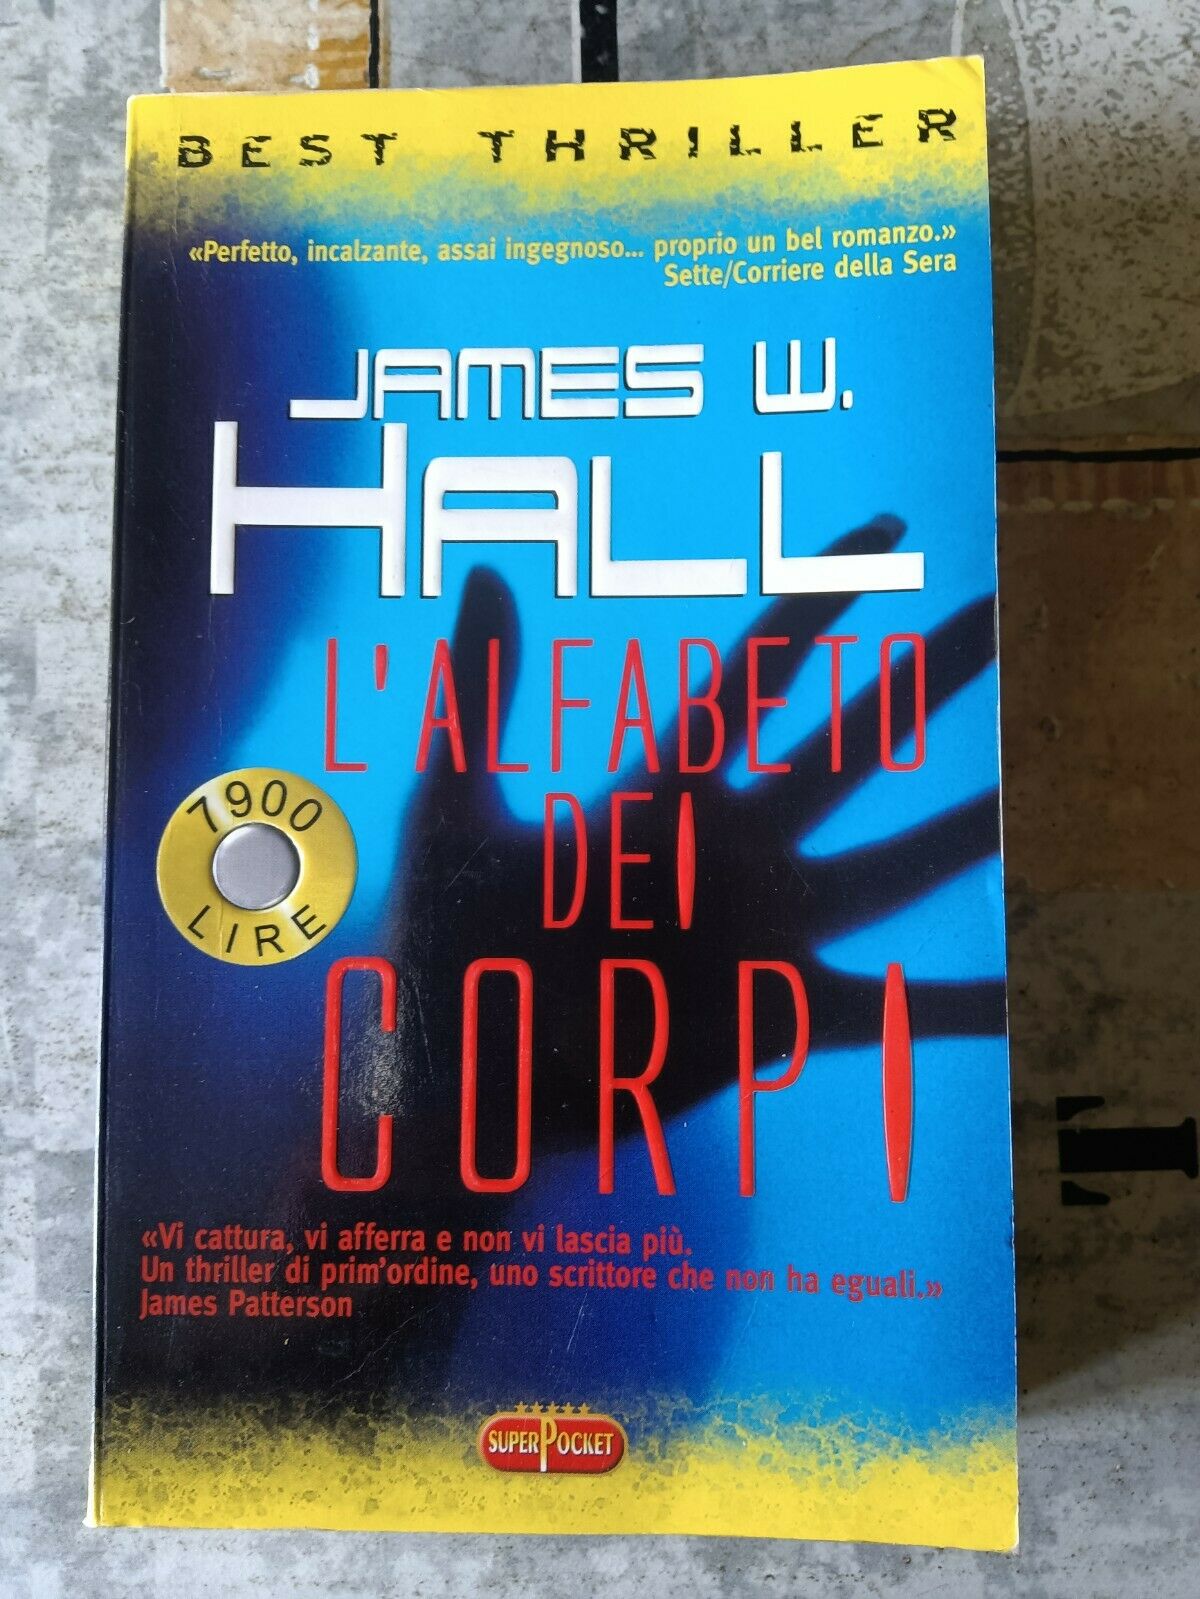 BEST THRILLER
«Perfetto, incalzante, assai ingegnoso... proprio un bel romanzo.»
Sette/Corriere della Sera
JAMES W.
HALL
L'ALFABETO
DEI
CORPI
7900
LIRE
«Vi cattura, vi afferra e non vi lascia più.
Un thriller di prim'ordine, uno scrittore che non ha eguali.»
James Patterson
SUPERPOCKET